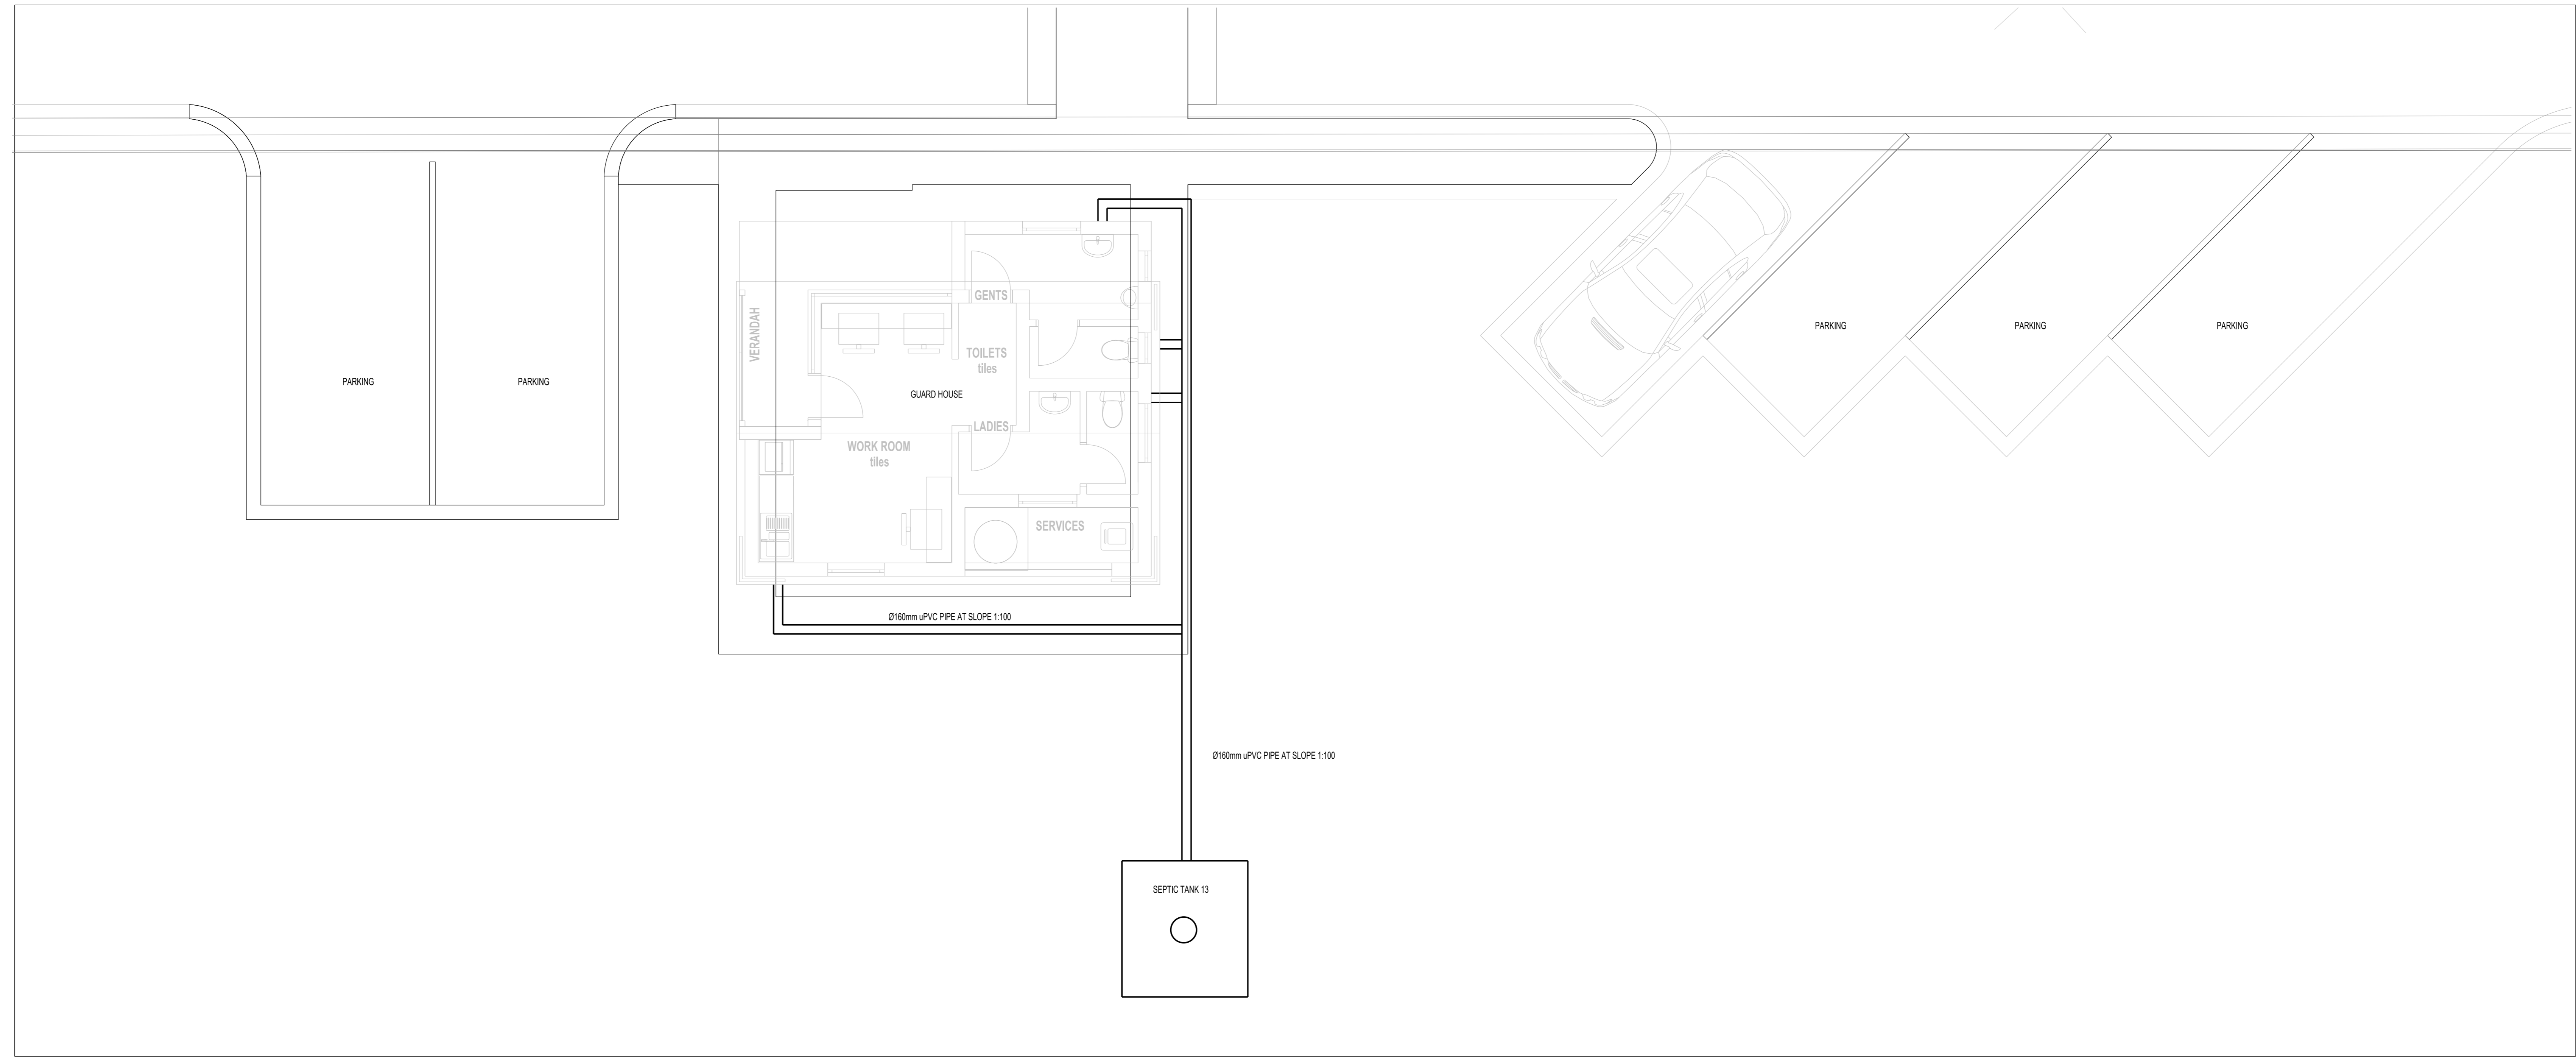 GENTS
VERANDAH
PARKING
PARKING
PARKING
TOILETS
tiles
PARKING
PARKING
GUARD HOUSE
LADIES
WORK ROOM
tiles
SERVICES
Ø160mm uPVC PIPE AT SLOPE 1:100
Ø160mm uPVC PIPE AT SLOPE 1:100
SEPTIC TANK 13